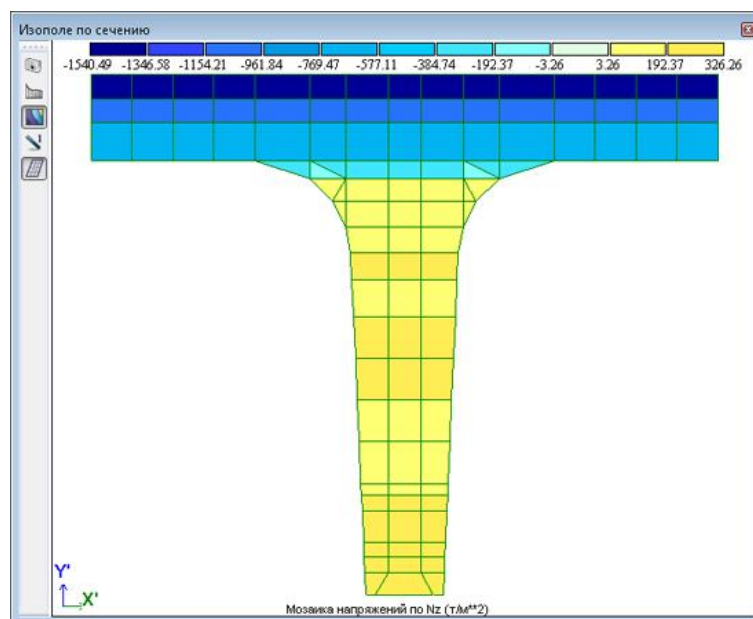 Изополе по сечению
-1540.49 -1346.58 -1154.21 -961.84 -769.47 -577.11 -384.74 -192.37 -3.26 3.26 192.37 326.26
Y'
X'
Мозаика напряжений по Nz (т/м**2)